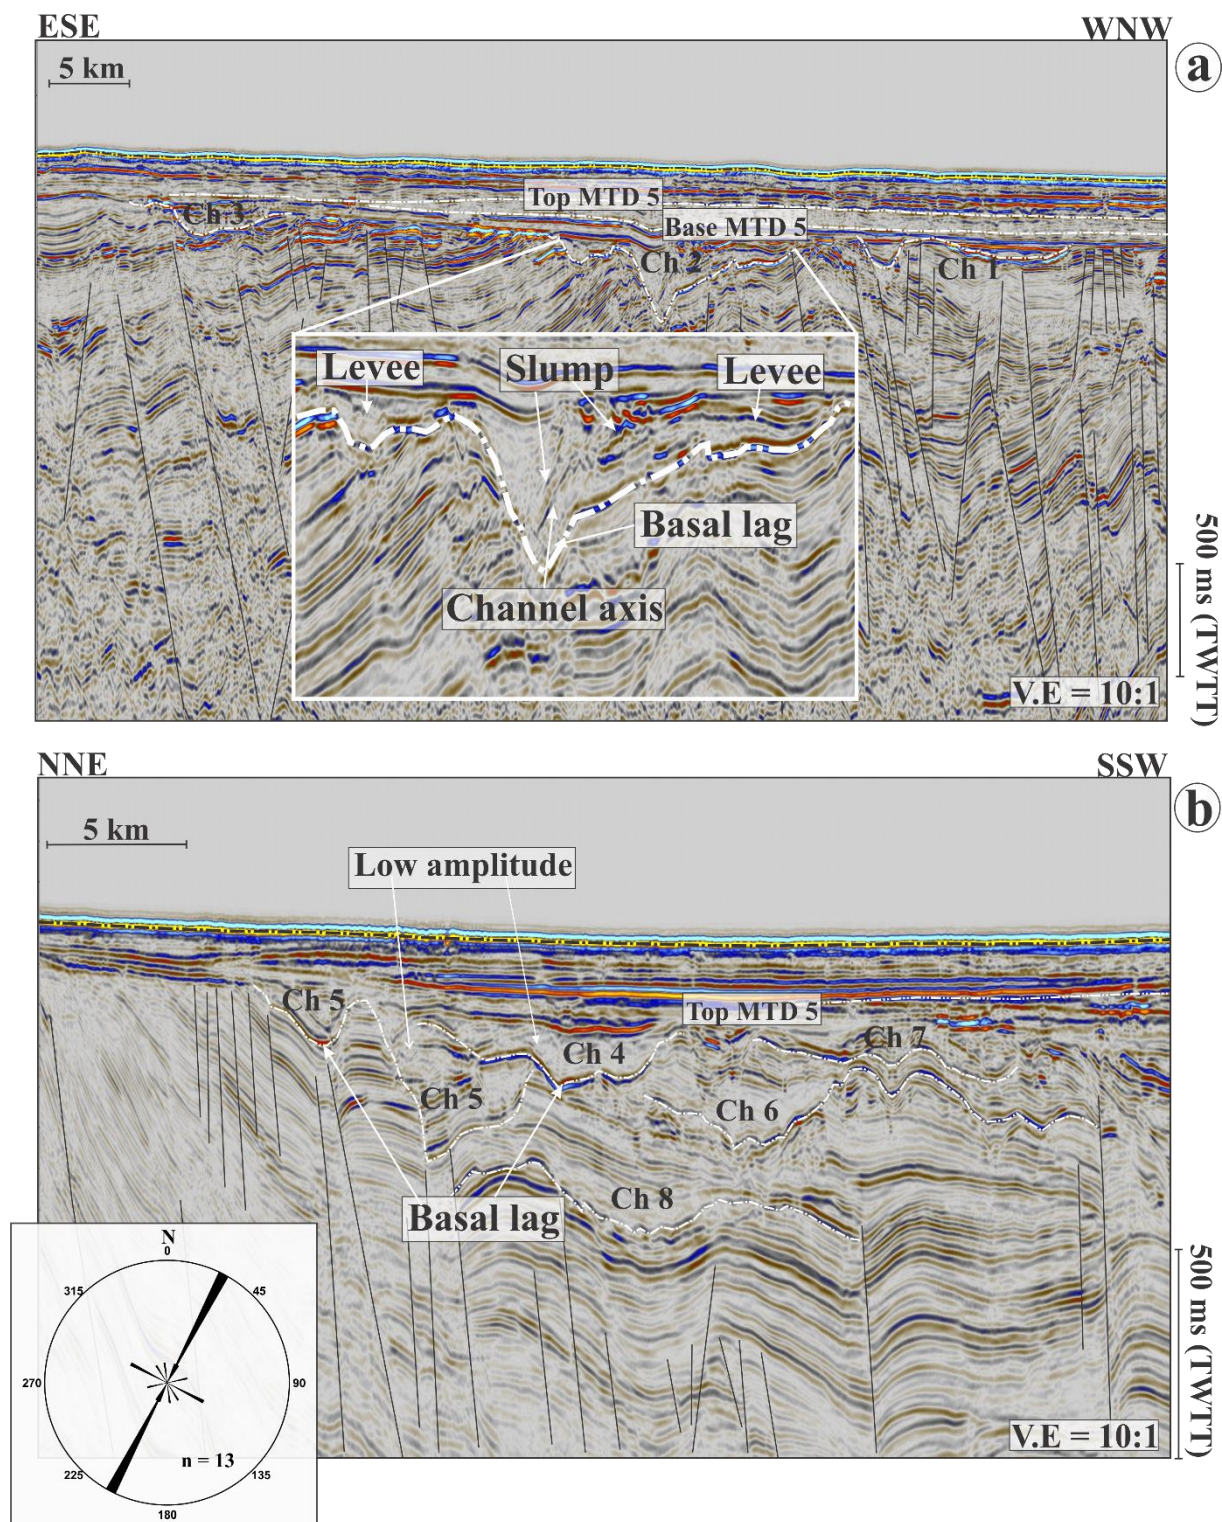 ESE
WNW
5 km
a
Top MTD 5
Ch 3
Base MTD 5
Ch 2
Ch 1
Levee
Slump
Levee
Basal lag
Channel axis
500 ms (TWTT)
V.E = 10:1
NNE
SSW
5 km
b
Low amplitude
Ch 5
Top MTD 5
Ch 7
Ch 4
Ch 5
Ch 6
Ch 8
Basal lag
500 ms (TWTT)
V.E = 10:1
N
0
315
45
270
90
n = 13
225
135
180